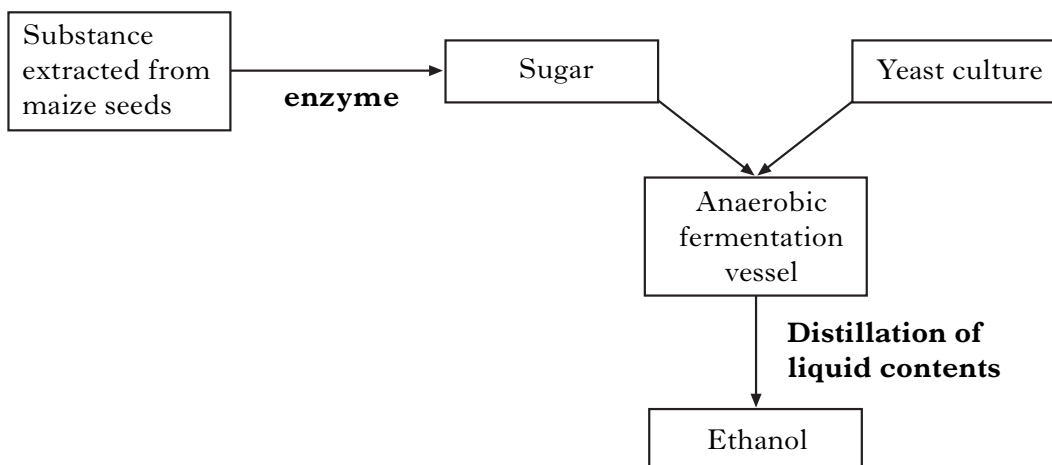 Substance
extracted from
maize seeds
enzyme
Sugar
Yeast culture
Anaerobic
fermentation
vessel
Distillation of
liquid contents
Ethanol